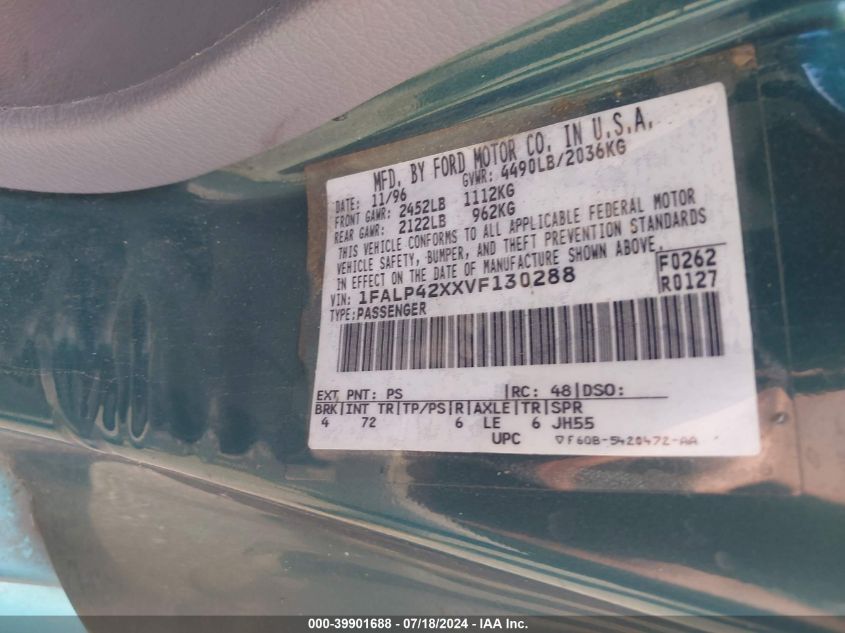 MFD. BY FORD MOTOR CO. IN U.S.A.
DATE: 11/96 GVWR: 4490LB/2036KG
FRONT GAWR: 2452LB 1112KG
REAR GAWR: 2122LB 962KG
THIS VEHICLE CONFORMS TO ALL APPLICABLE FEDERAL MOTOR
VEHICLE SAFETY, BUMPER, AND THEFT PREVENTION STANDARDS
IN EFFECT ON THE DATE OF MANUFACTURE SHOWN ABOVE.
VIN: 1FALP42XXVF130288 F0262
TYPE: PASSENGER R0127
EXT PNT: PS RC: 48 DSO:
BRK INT TR TP/PS R AXLE TR SPR
4 72 6 LE 6 JH55
UPC F60B-5420472-AA
000-39901688 - 07/18/2024 - IAA Inc.